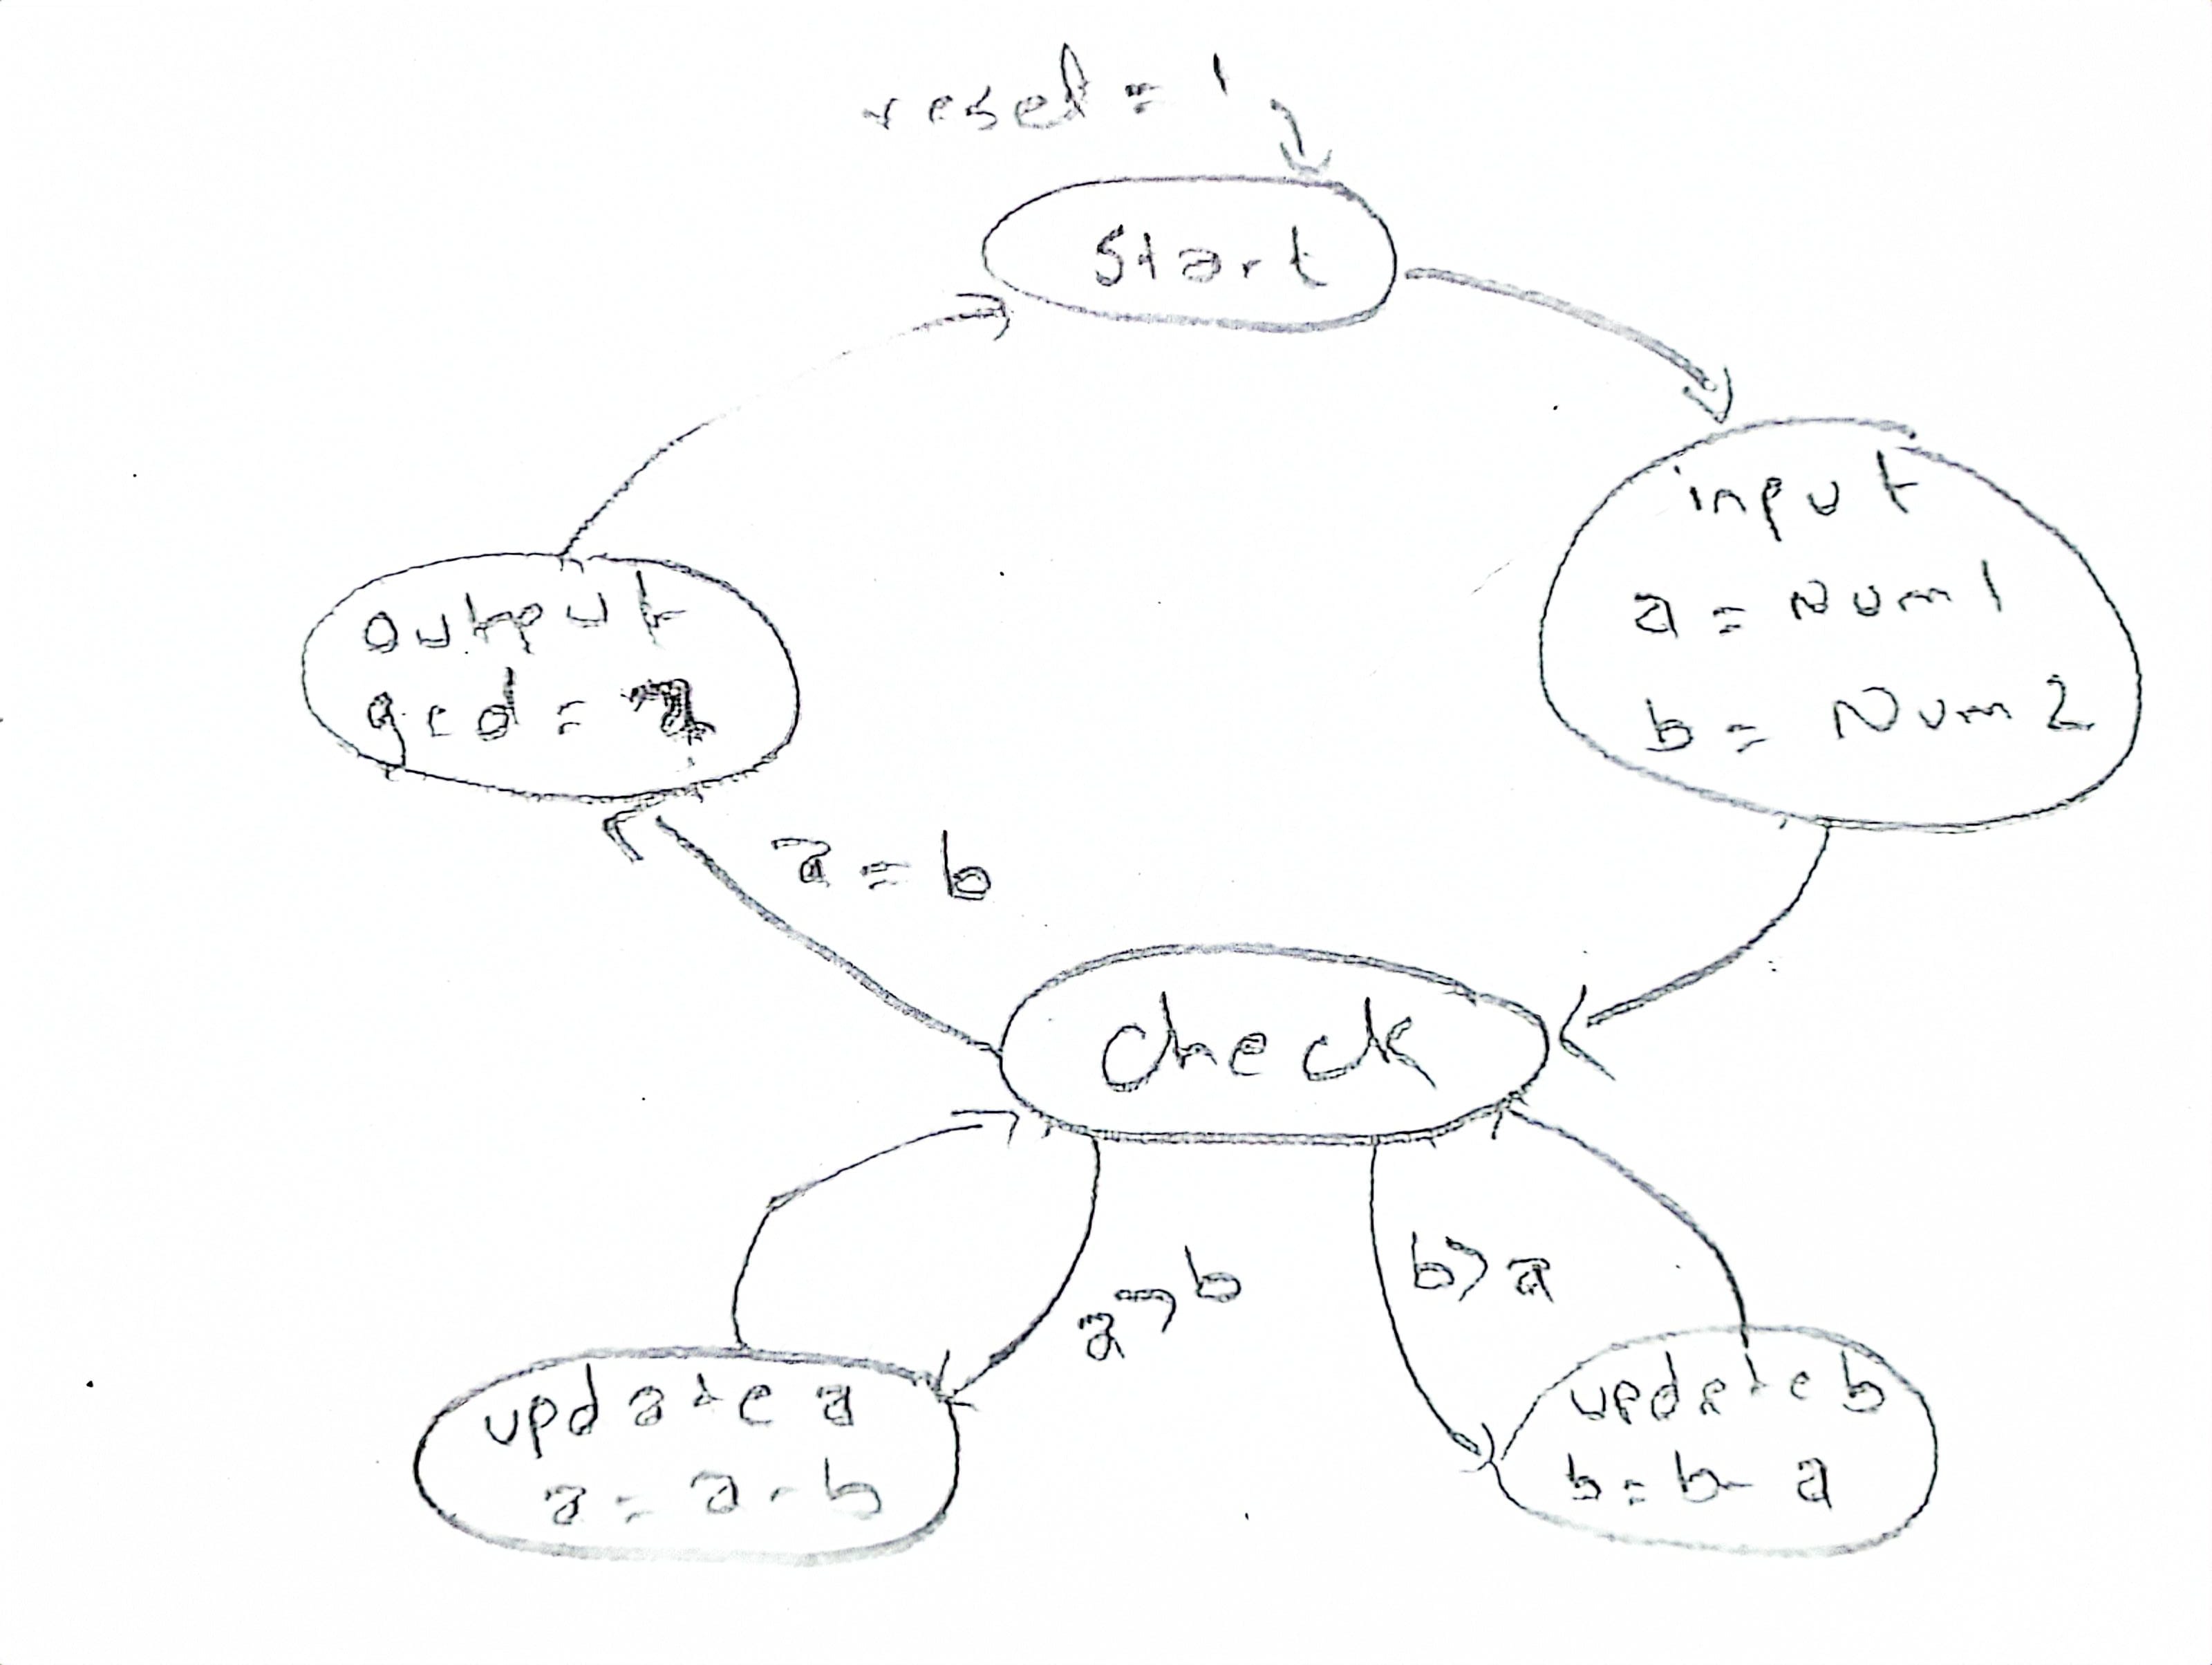 reset = 1
Start
input
a = Num1
b = Num2
output
gcd = a
a = b
check
a > b
b > a
update a
a = a - b
update b
b = b - a